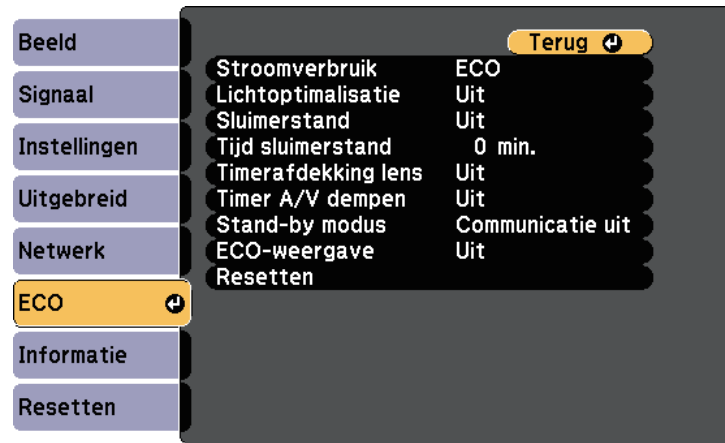 Beeld
Signaal
Instellingen
Uitgebreid
Netwerk
ECO
Informatie
Resetten
Terug
Stroomverbruik ECO
Lichtoptimalisatie Uit
Sluimerstand Uit
Tijd sluimerstand 0 min.
Timerafdekking lens Uit
Timer A/V dempen Uit
Stand-by modus Communicatie uit
ECO-weergave Uit
Resetten